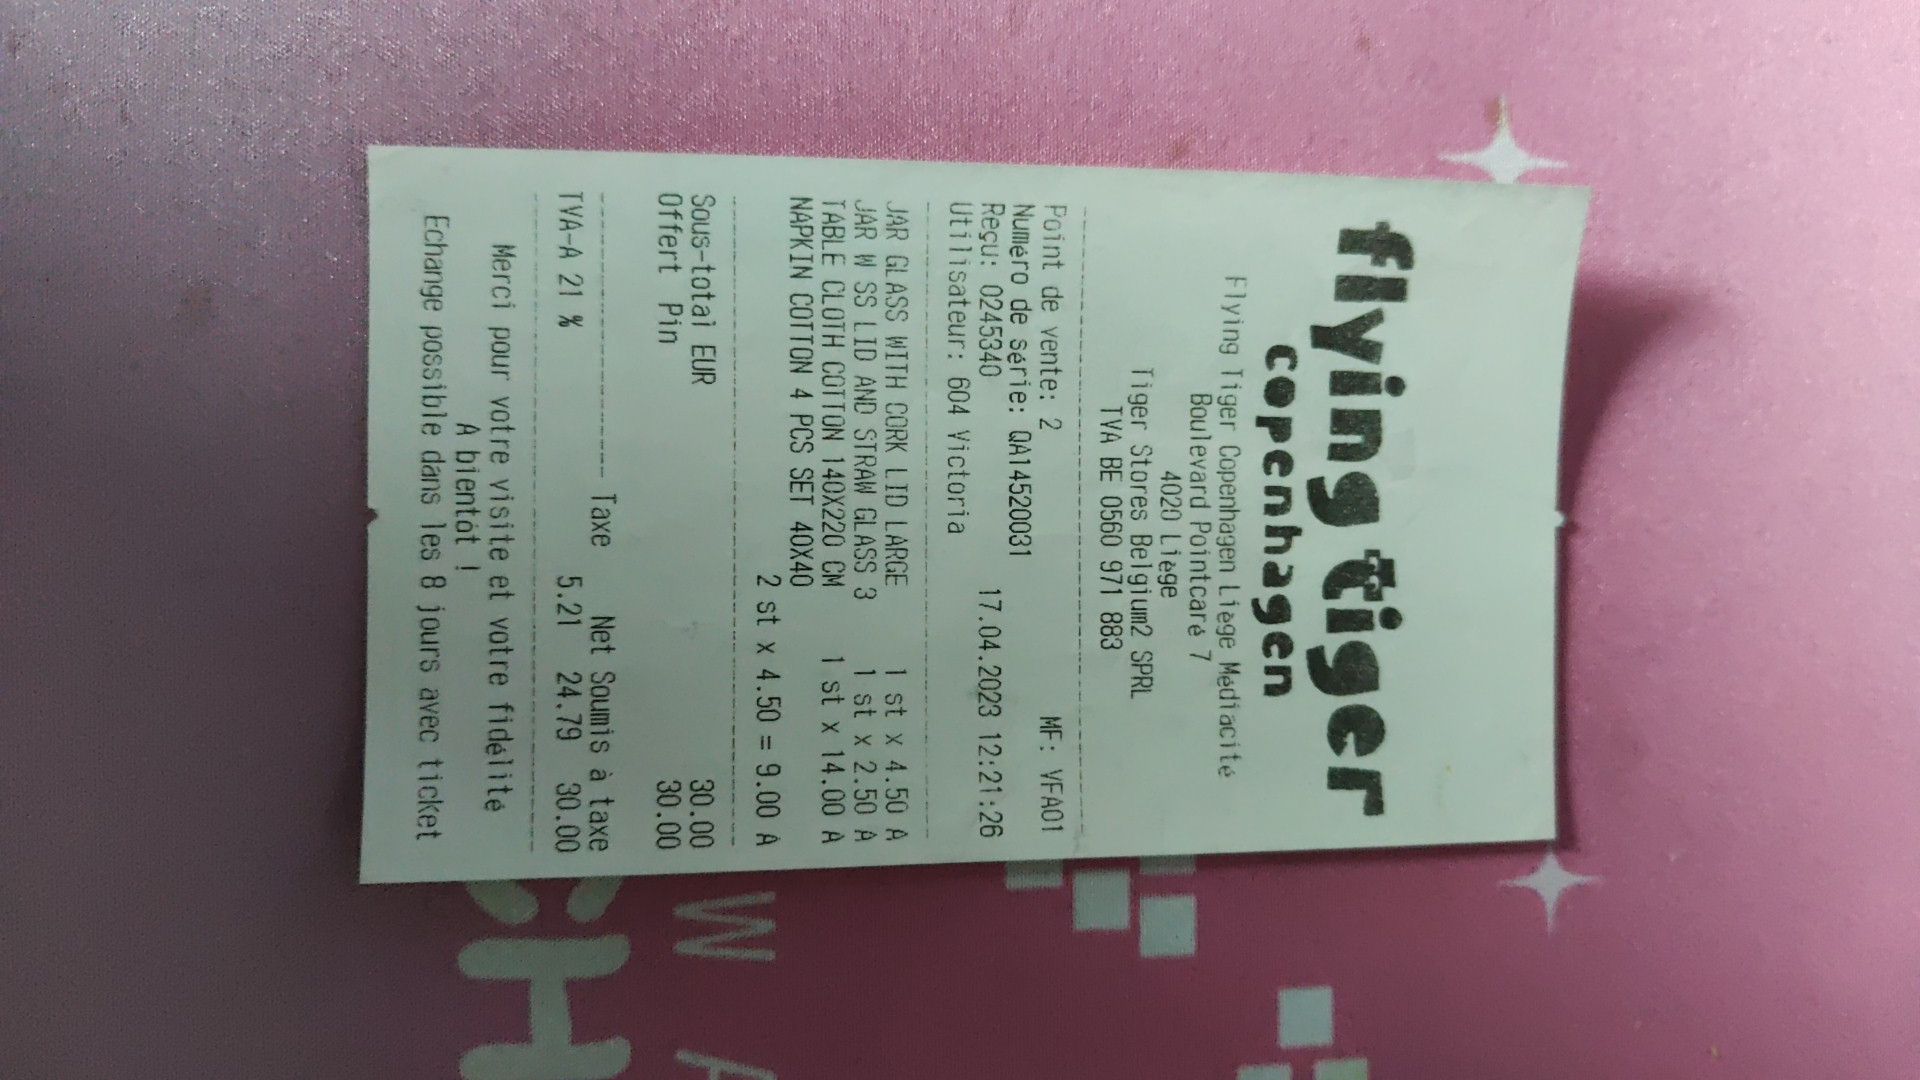 flying tiger
copenhagen
Flying Tiger Copenhagen Liège Médiacité
Boulevard Pointcaré 7
4020 Liège
Tiger Stores Belgium2 SPRL
TVA BE 0560 971 883
Point de vente: 2 MF: VFA01
Numéro de série: QA14520031
Reçu: 0245340 17.04.2023 12:21:26
Utilisateur: 604 Victoria
JAR GLASS WITH CORK LID LARGE 1 st x 4.50 A
JAR W SS LID AND STRAW GLASS 3 1 st x 2.50 A
TABLE CLOTH COTTON 140X220 CM 1 st x 14.00 A
NAPKIN COTTON 4 PCS SET 40X40
2 st x 4.50 = 9.00 A
Sous-total EUR 30.00
Offert Pin 30.00
Taxe Net Soumis à taxe
TVA-A 21 % 5.21 24.79 30.00
Merci pour votre visite et votre fidélité
A bientôt !
Echange possible dans les 8 jours avec ticket